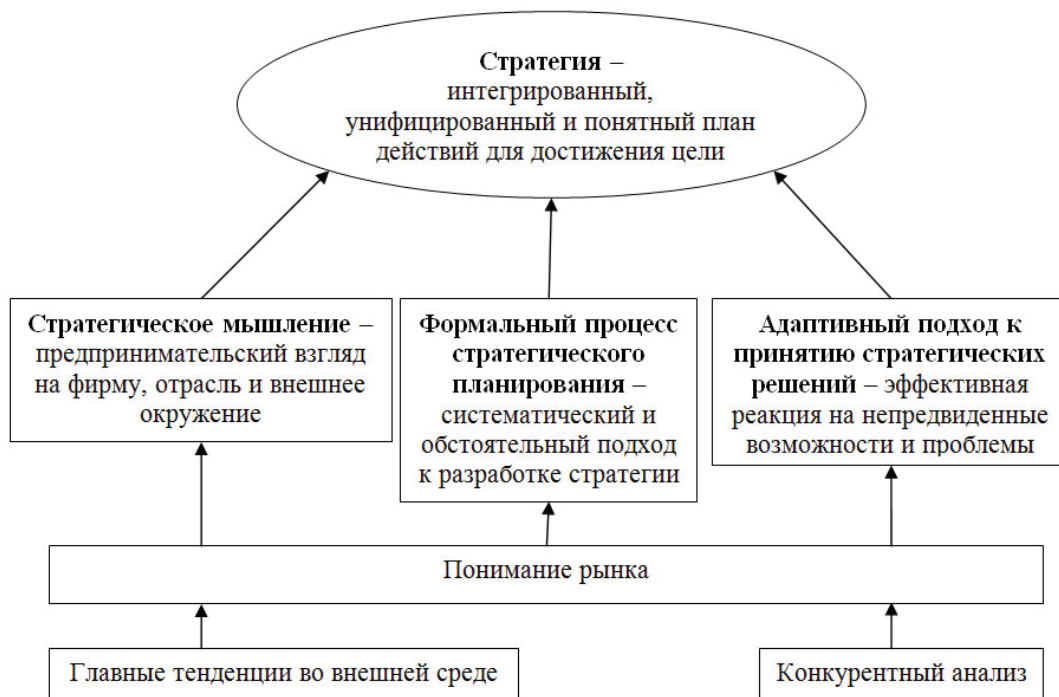 Стратегия –
интегрированный,
унифицированный и понятный план
действий для достижения цели
Стратегическое мышление –
предпринимательский взгляд
на фирму, отрасль и внешнее
окружение
Формальный процесс
стратегического
планирования –
систематический и
обстоятельный подход
к разработке стратегии
Адаптивный подход к
принятию стратегических
решений – эффективная
реакция на непредвиденные
возможности и проблемы
Понимание рынка
Главные тенденции во внешней среде
Конкурентный анализ